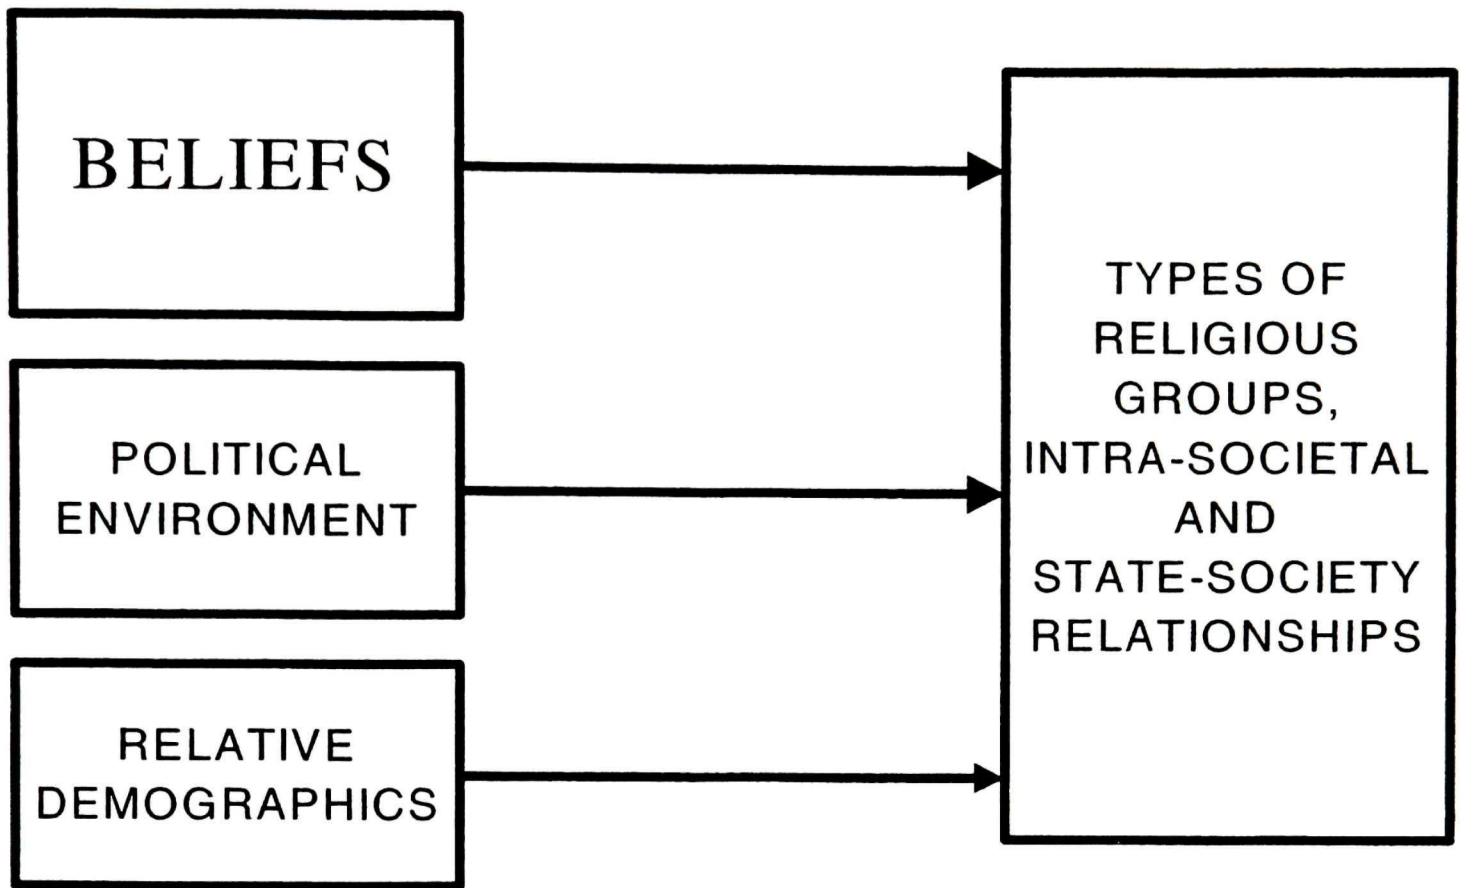 BELIEFS
POLITICAL
ENVIRONMENT
RELATIVE
DEMOGRAPHICS
TYPES OF
RELIGIOUS
GROUPS,
INTRA-SOCIETAL
AND
STATE-SOCIETY
RELATIONSHIPS